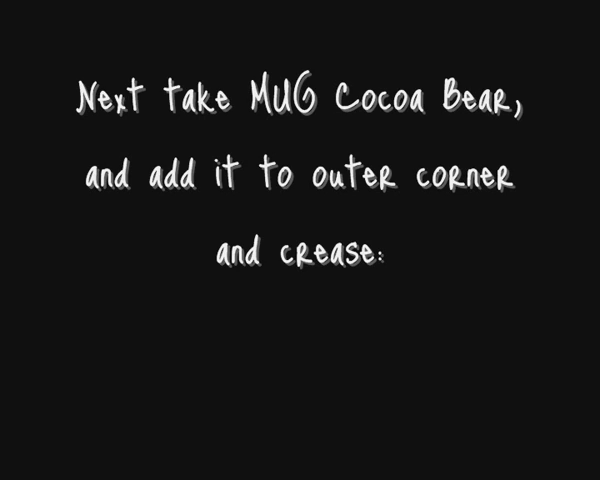 Next take MUG Cocoa Bear,
and add it to outer corner
and crease: